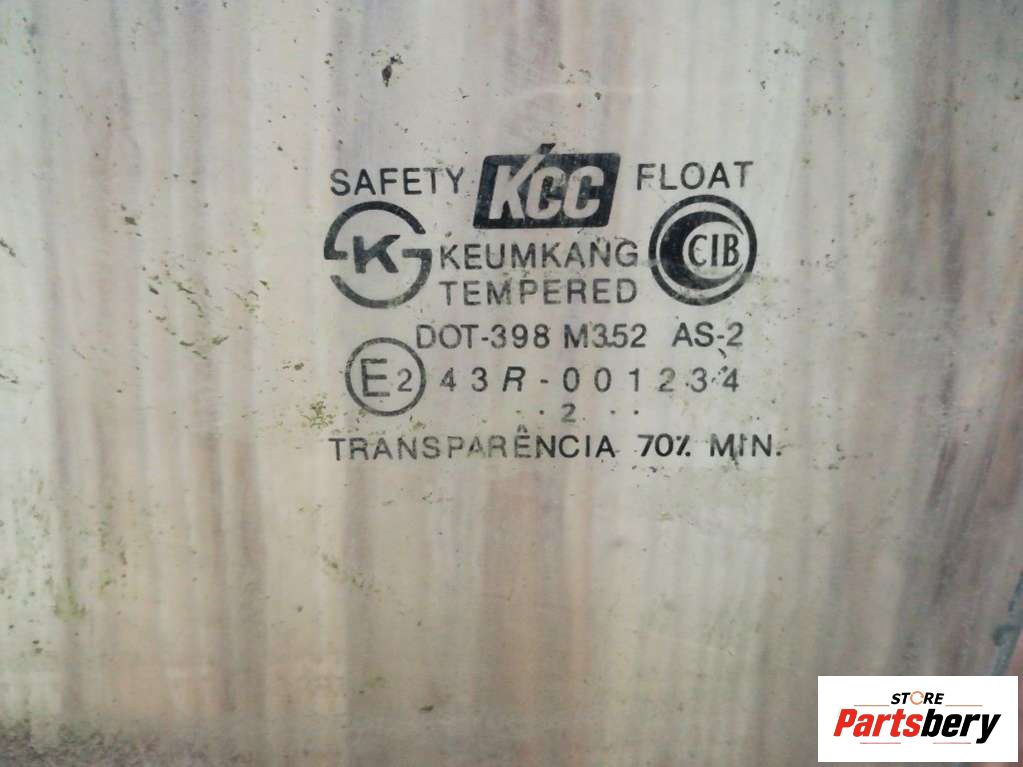 SAFETY KCC FLOAT
K KEUMKANG CIB
TEMPERED
DOT-398 M352 AS-2
E2 43R-001234
..2..
TRANSPARÊNCIA 70% MIN.
STORE
Partsbery